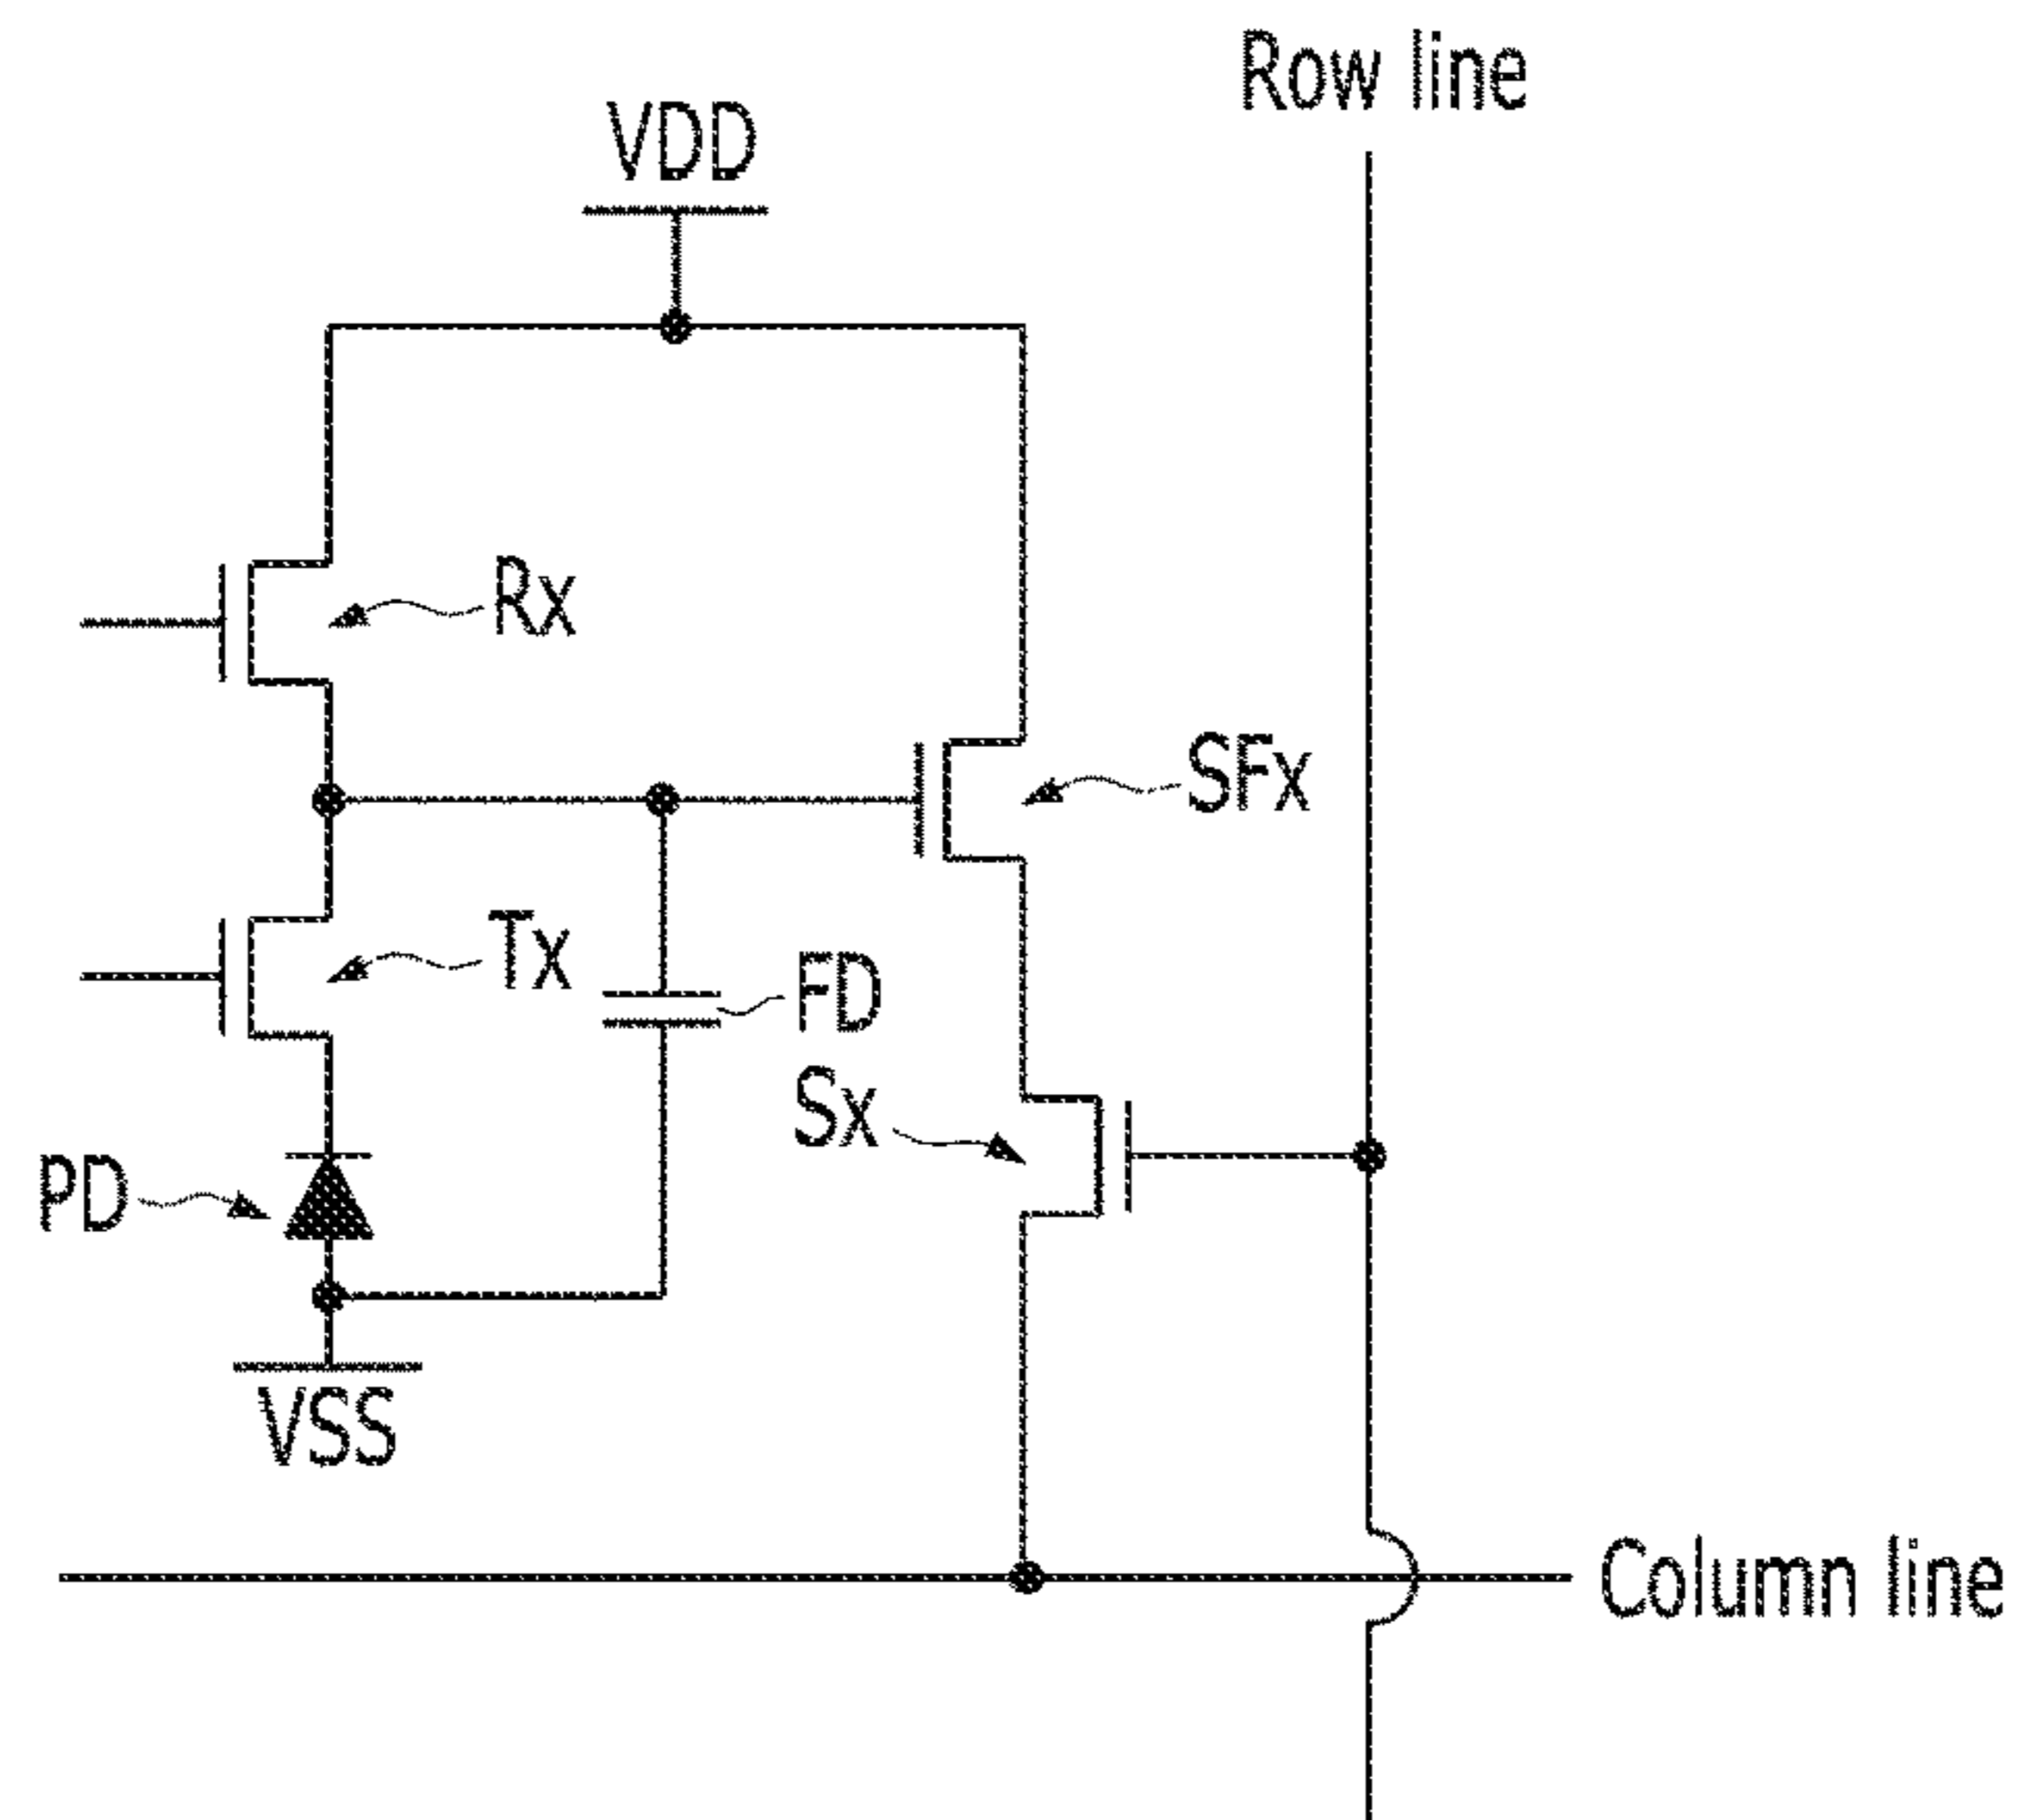 Row line
VDD
Rx
SFx
Tx
FD
Sx
PD
VSS
Column line